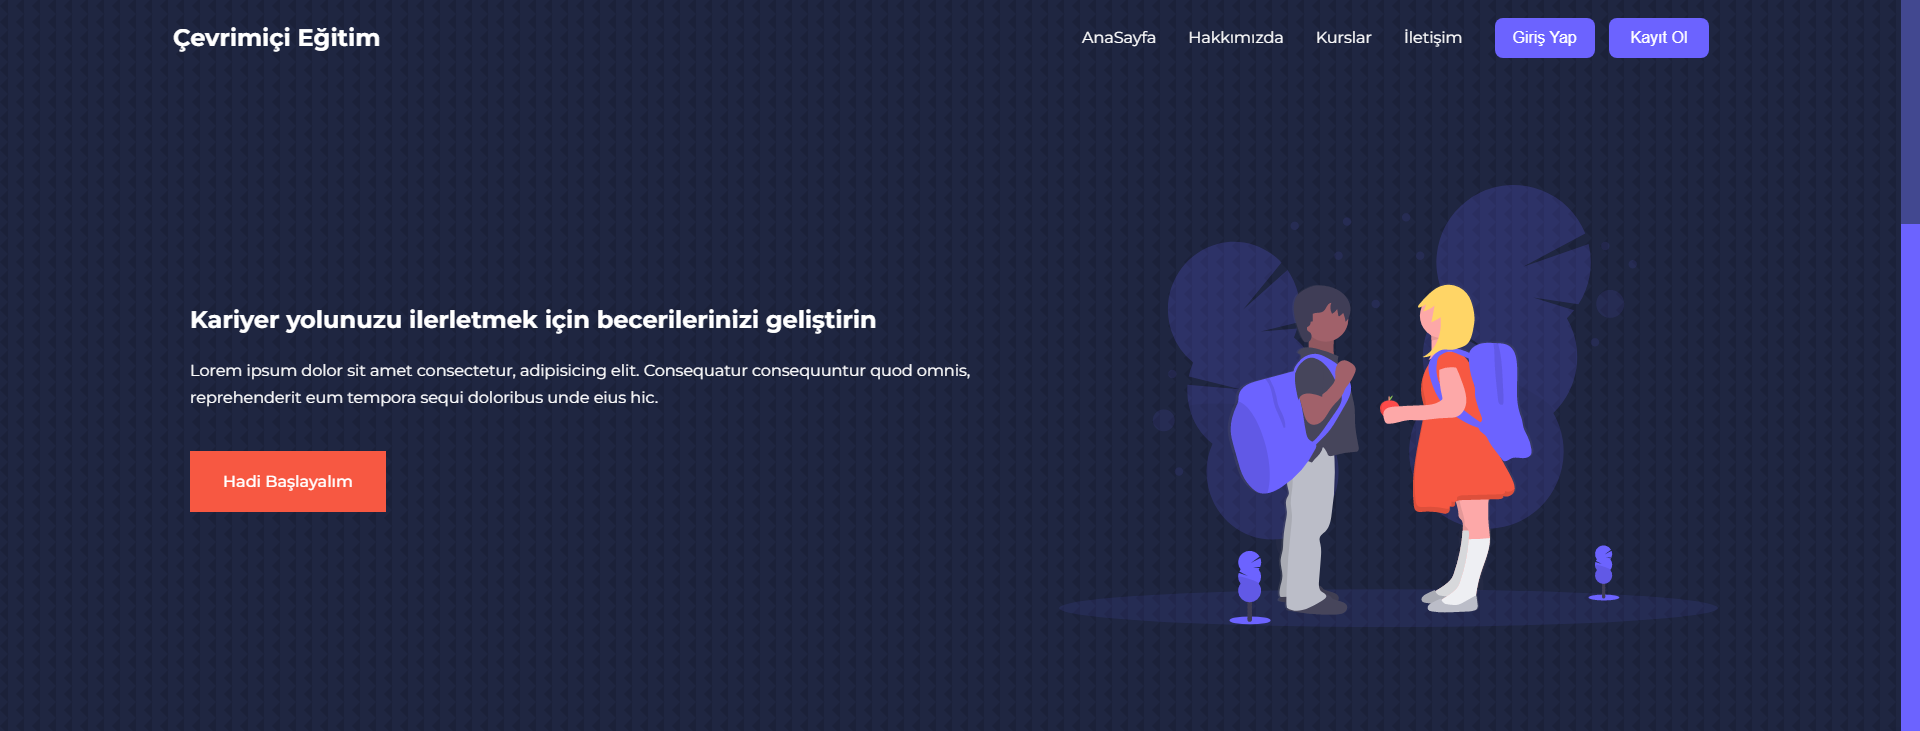 Çevrimiçi Eğitim
AnaSayfa
Hakkımızda
Kurslar
İletişim
Giriş Yap
Kayıt Ol
Kariyer yolunuzu ilerletmek için becerilerinizi geliştirin
Lorem ipsum dolor sit amet consectetur, adipisicing elit. Consequatur consequuntur quod omnis,
reprehenderit eum tempora sequi doloribus unde eius hic.
Hadi Başlayalım